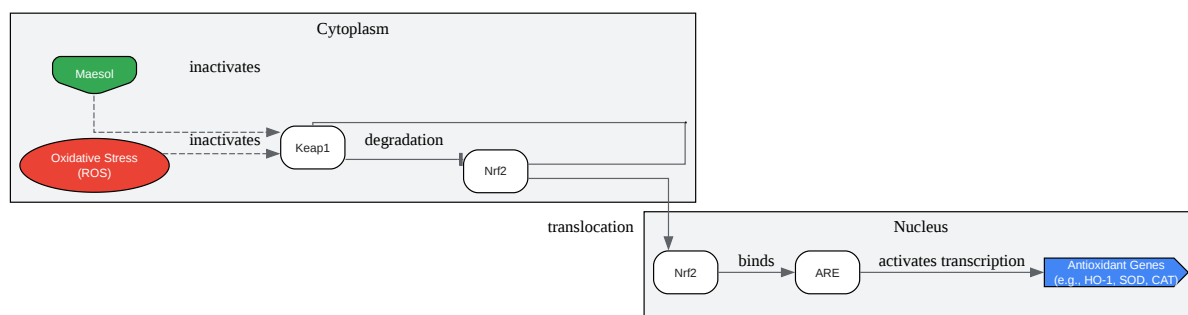 Cytoplasm
Maesol
inactivates
Oxidative Stress
(ROS)
inactivates
Keap1
degradation
Nrf2
translocation
Nucleus
Nrf2
binds
ARE
activates transcription
Antioxidant Genes
(e.g., HO-1, SOD, CAT)